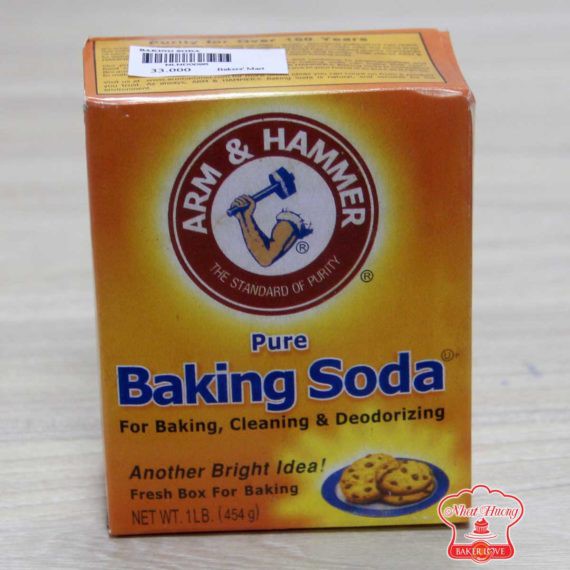 Purity for Over 150 Years
BAKING SODA
33.000 Bakers' Mart
ARM & HAMMER
®
THE STANDARD OF PURITY
®
Pure
Baking Soda
For Baking, Cleaning & Deodorizing
Another Bright Idea!
Fresh Box For Baking
NET WT. 1LB. (454 g)
Nhat Huong
BAKER LOVE